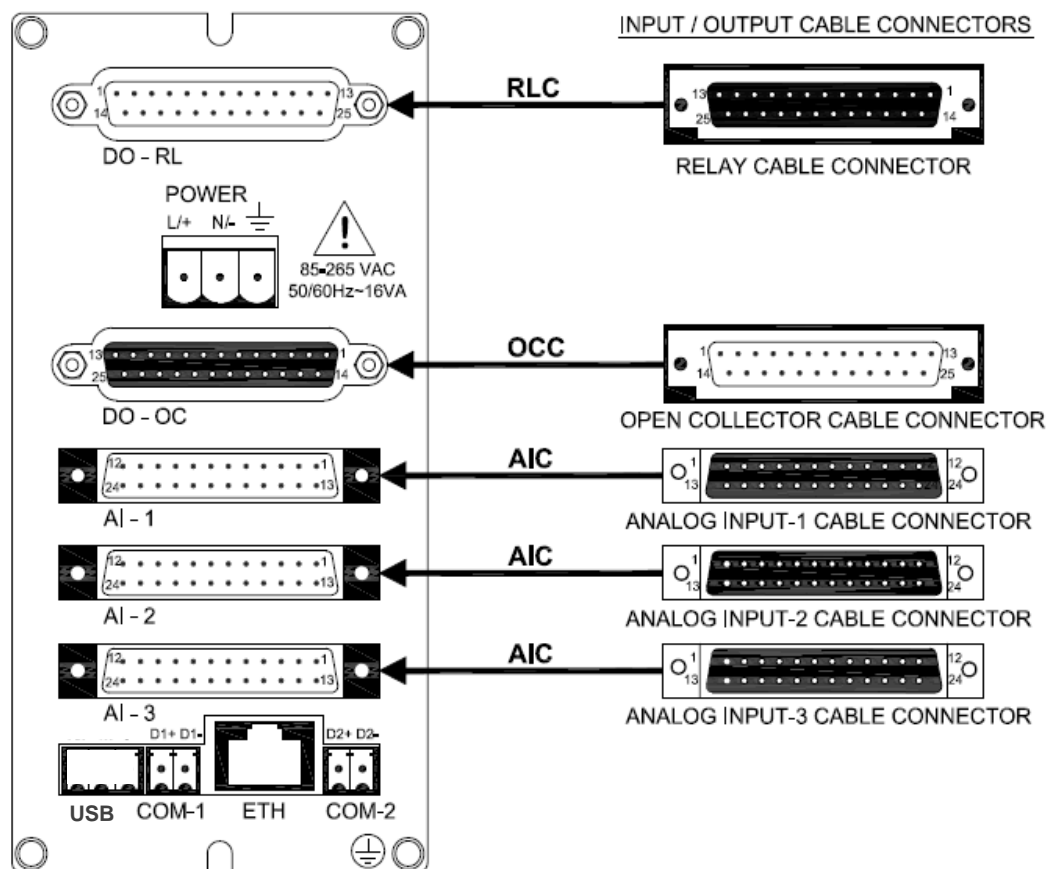 INPUT / OUTPUT CABLE CONNECTORS
1 13
14 25
DO - RL
RLC
13 1
25 14
RELAY CABLE CONNECTOR
POWER
L/+ N/-
85-265 VAC
50/60Hz~16VA
13 1
25 14
DO - OC
OCC
1 13
14 25
OPEN COLLECTOR CABLE CONNECTOR
12 1
24 13
AI - 1
AIC
1 12
13 24
ANALOG INPUT-1 CABLE CONNECTOR
12 1
24 13
AI - 2
AIC
1 12
13 24
ANALOG INPUT-2 CABLE CONNECTOR
12 1
24 13
AI - 3
AIC
1 12
13 24
ANALOG INPUT-3 CABLE CONNECTOR
D1+ D1- D2+ D2-
USB COM-1 ETH COM-2